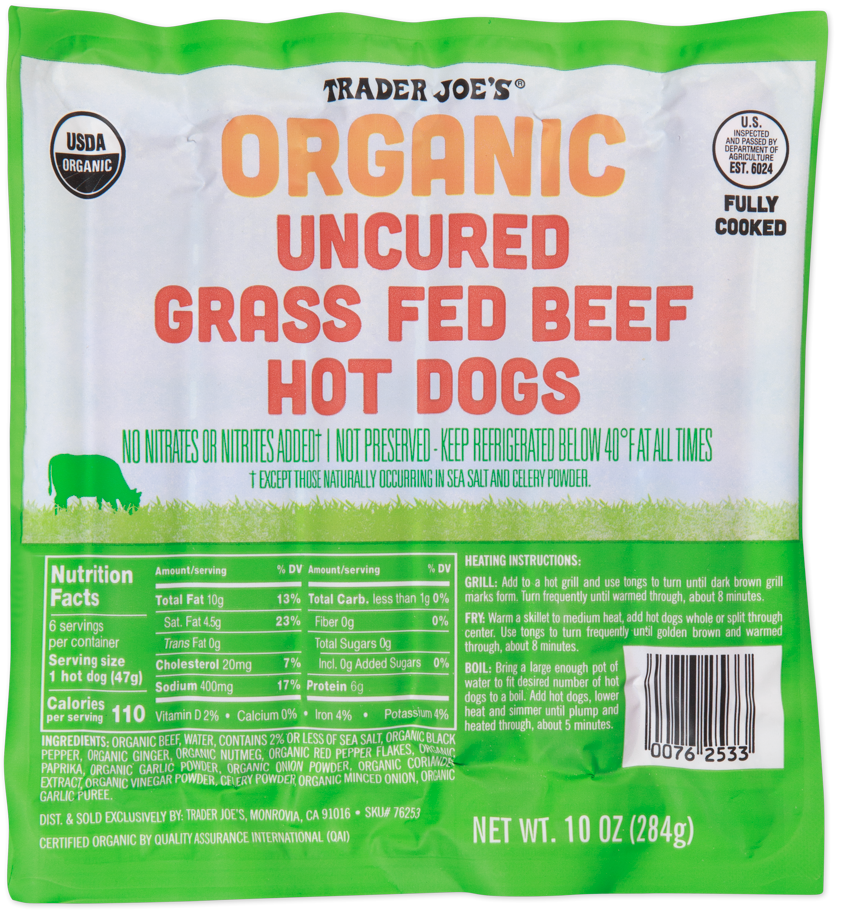 TRADER JOE'S®
ORGANIC
UNCURED
GRASS FED BEEF
HOT DOGS
USDA
ORGANIC
U.S.
INSPECTED
AND PASSED BY
DEPARTMENT OF
AGRICULTURE
EST. 6024
FULLY
COOKED
NO NITRATES OR NITRITES ADDED† | NOT PRESERVED - KEEP REFRIGERATED BELOW 40°F AT ALL TIMES
† EXCEPT THOSE NATURALLY OCCURRING IN SEA SALT AND CELERY POWDER.
Nutrition
Facts
6 servings
per container
Serving size
1 hot dog (47g)
Calories
per serving 110
Amount/serving % DV
Total Fat 10g 13%
Sat. Fat 4.5g 23%
Trans Fat 0g
Cholesterol 20mg 7%
Sodium 400mg 17%
Amount/serving % DV
Total Carb. less than 1g 0%
Fiber 0g 0%
Total Sugars 0g
Incl. 0g Added Sugars 0%
Protein 6g
Vitamin D 2% • Calcium 0% • Iron 4% • Potassium 4%
INGREDIENTS: ORGANIC BEEF, WATER, CONTAINS 2% OR LESS OF SEA SALT, ORGANIC BLACK
PEPPER, ORGANIC GINGER, ORGANIC NUTMEG, ORGANIC RED PEPPER FLAKES, ORGANIC
PAPRIKA, ORGANIC GARLIC POWDER, ORGANIC ONION POWDER, ORGANIC CORIANDER
EXTRACT, ORGANIC VINEGAR POWDER, CELERY POWDER ORGANIC MINCED ONION, ORGANIC
GARLIC PUREE.
DIST. & SOLD EXCLUSIVELY BY: TRADER JOE'S, MONROVIA, CA 91016 • SKU# 76253
CERTIFIED ORGANIC BY QUALITY ASSURANCE INTERNATIONAL (QAI)
HEATING INSTRUCTIONS:
GRILL: Add to a hot grill and use tongs to turn until dark brown grill
marks form. Turn frequently until warmed through, about 8 minutes.
FRY: Warm a skillet to medium heat, add hot dogs whole or split through
center. Use tongs to turn frequently until golden brown and warmed
through, about 8 minutes.
BOIL: Bring a large enough pot of
water to fit desired number of hot
dogs to a boil. Add hot dogs, lower
heat and simmer until plump and
heated through, about 5 minutes.
0076 2533
NET WT. 10 OZ (284g)